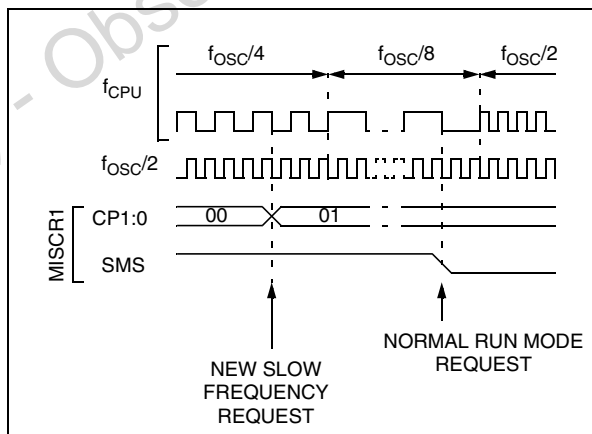 - Obs
fOSC/4 fOSC/8 fOSC/2
fCPU
fOSC/2
MISCR1
CP1:0 00 01
SMS
NEW SLOW
FREQUENCY
REQUEST
NORMAL RUN MODE
REQUEST